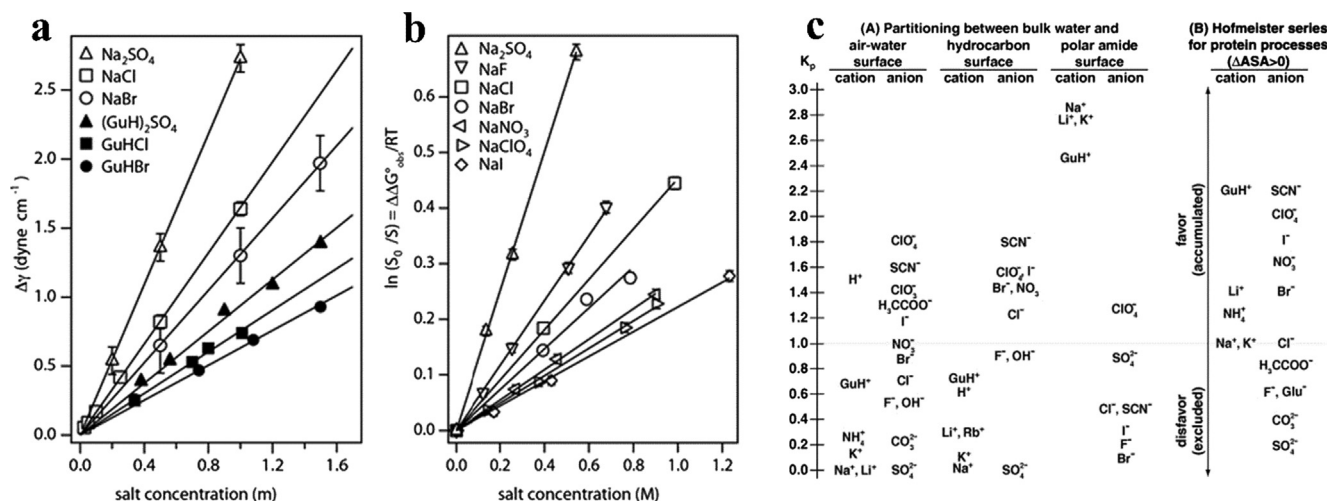 a
Na₂SO₄
NaCl
NaBr
(GuH)₂SO₄
GuHCl
GuHBr
Δγ (dyne cm⁻¹)
2.5
2.0
1.5
1.0
0.5
0.0
0.0
0.4
0.8
1.2
1.6
salt concentration (m)
b
Na₂SO₄
NaF
NaCl
NaBr
NaNO₃
NaClO₄
NaI
ln (S₀ /S) = ΔΔG°obs/RT
0.6
0.5
0.4
0.3
0.2
0.1
0.0
0.0
0.2
0.4
0.6
0.8
1.0
1.2
salt concentration (M)
c
(A) Partitioning between bulk water and
air-water surface
hydrocarbon surface
polar amide surface
Kₚ
cation anion
cation anion
cation anion
3.0
2.8
2.6
2.4
2.2
2.0
1.8
1.6
1.4
1.2
1.0
0.8
0.6
0.4
0.2
0.0
H⁺
GuH⁺
NH₄⁺
K⁺
Na⁺, Li⁺
ClO₄⁻
SCN⁻
ClO₃⁻
H₃CCOO⁻
I⁻
NO⁻
Br²
Cl⁻
F⁻, OH⁻
CO₃²⁻
SO₄²⁻
GuH⁺
H⁺
Li⁺, Rb⁺
K⁺
Na⁺
SCN⁻
ClO₄⁻ I⁻
Br⁻, NO₃
Cl⁻
F⁻, OH⁻
SO₄²⁻
Na⁺
Li⁺, K⁺
GuH⁺
ClO₄⁻
SO₄²⁻
Cl⁻, SCN⁻
I⁻
F⁻
Br⁻
(B) Hofmeister series
for protein processes
(ΔASA>0)
cation anion
favor
(accumulated)
disfavor
(excluded)
GuH⁺
Li⁺
NH₄⁺
Na⁺, K⁺
SCN⁻
ClO₄⁻
I⁻
NO₃⁻
Br⁻
Cl⁻
H₃CCOO⁻
F⁻, Glu⁻
CO₃²⁻
SO₄²⁻